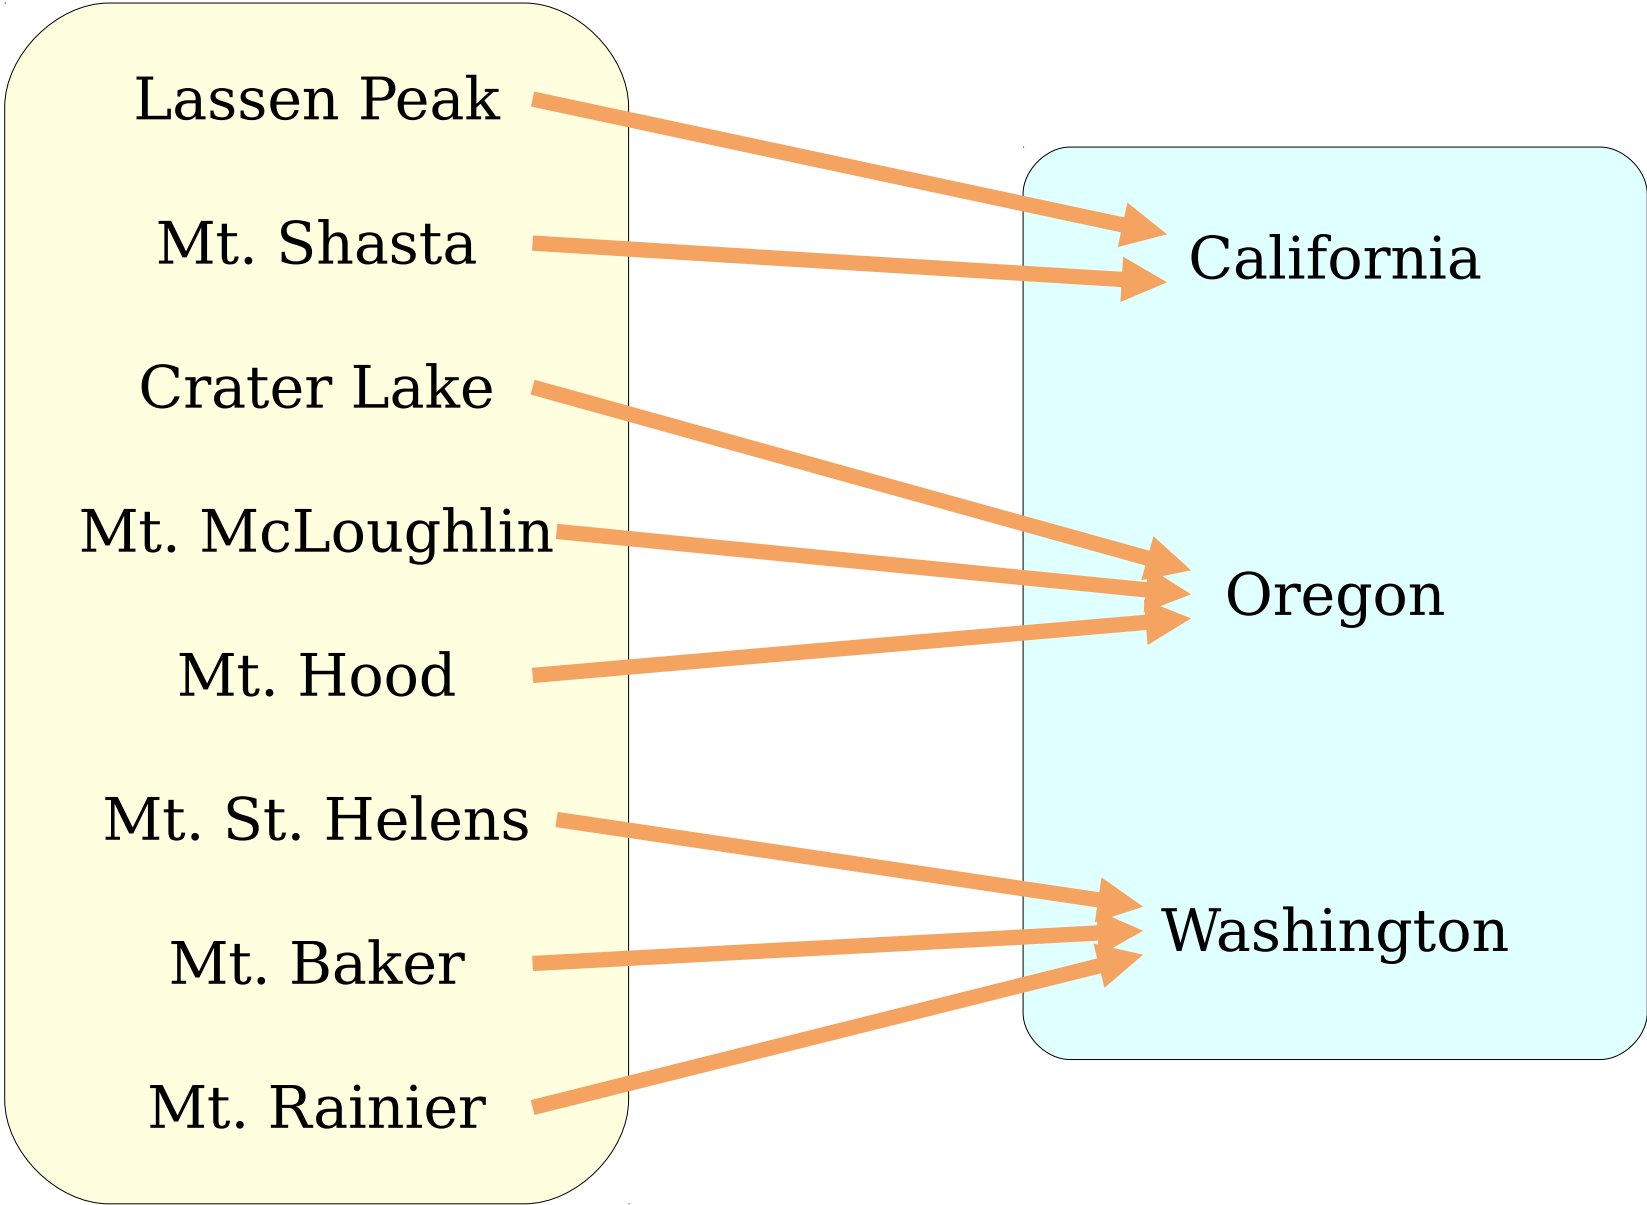 Lassen Peak
Mt. Shasta
Crater Lake
Mt. McLoughlin
Mt. Hood
Mt. St. Helens
Mt. Baker
Mt. Rainier
California
Oregon
Washington